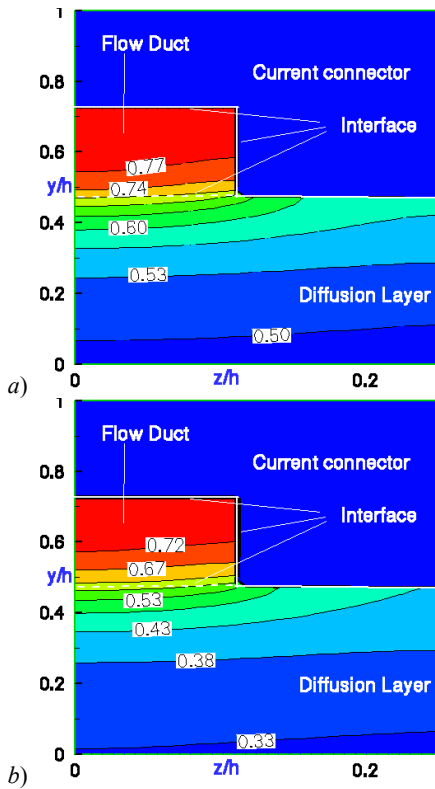 1
Flow Duct
Current connector
0.8
Interface
0.77
0.6
y/h
0.74
0.4
0.60
0.53
Diffusion Layer
0.2
0.50
0
a)
0
z/h
0.2
1
Flow Duct
Current connector
0.8
Interface
0.72
0.6
0.67
y/h
0.53
0.4
0.43
0.38
0.2
Diffusion Layer
0.33
0
b)
0
z/h
0.2